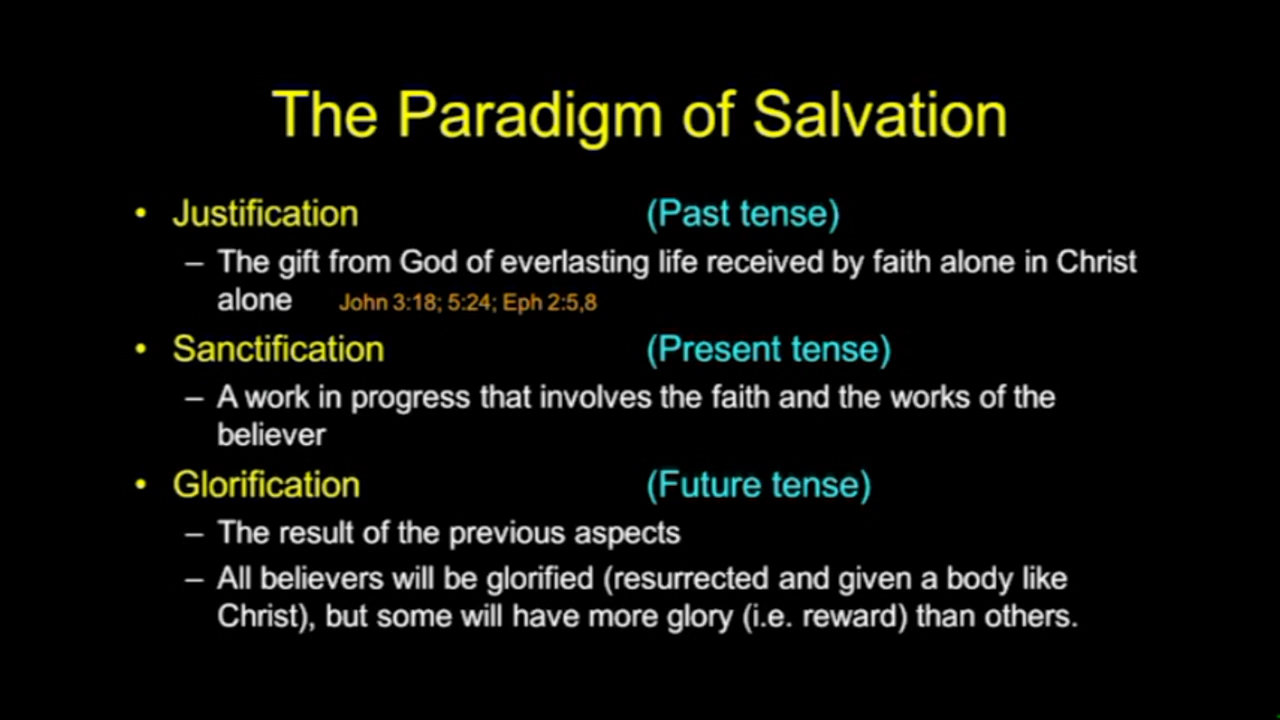 The Paradigm of Salvation
• Justification (Past tense)
– The gift from God of everlasting life received by faith alone in Christ
alone John 3:18; 5:24; Eph 2:5,8
• Sanctification (Present tense)
– A work in progress that involves the faith and the works of the
believer
• Glorification (Future tense)
– The result of the previous aspects
– All believers will be glorified (resurrected and given a body like
Christ), but some will have more glory (i.e. reward) than others.